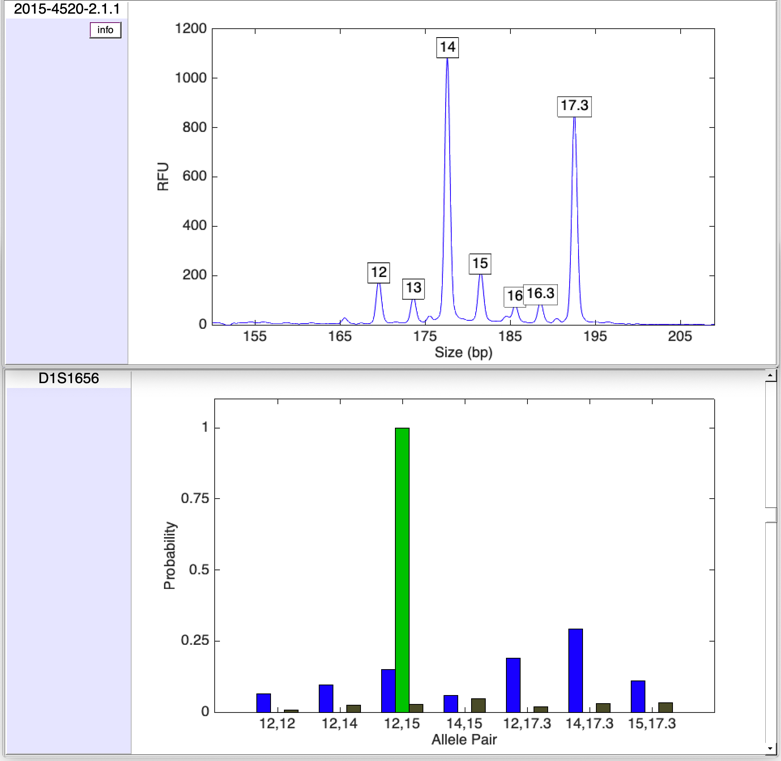 2015-4520-2.1.1
info
1200
1000
800
600
400
200
0
RFU
14
17.3
12
13
15
16
16.3
155 165 175 185 195 205
Size (bp)
D1S1656
1
0.75
0.5
0.25
0
Probability
12,12 12,14 12,15 14,15 12,17.3 14,17.3 15,17.3
Allele Pair